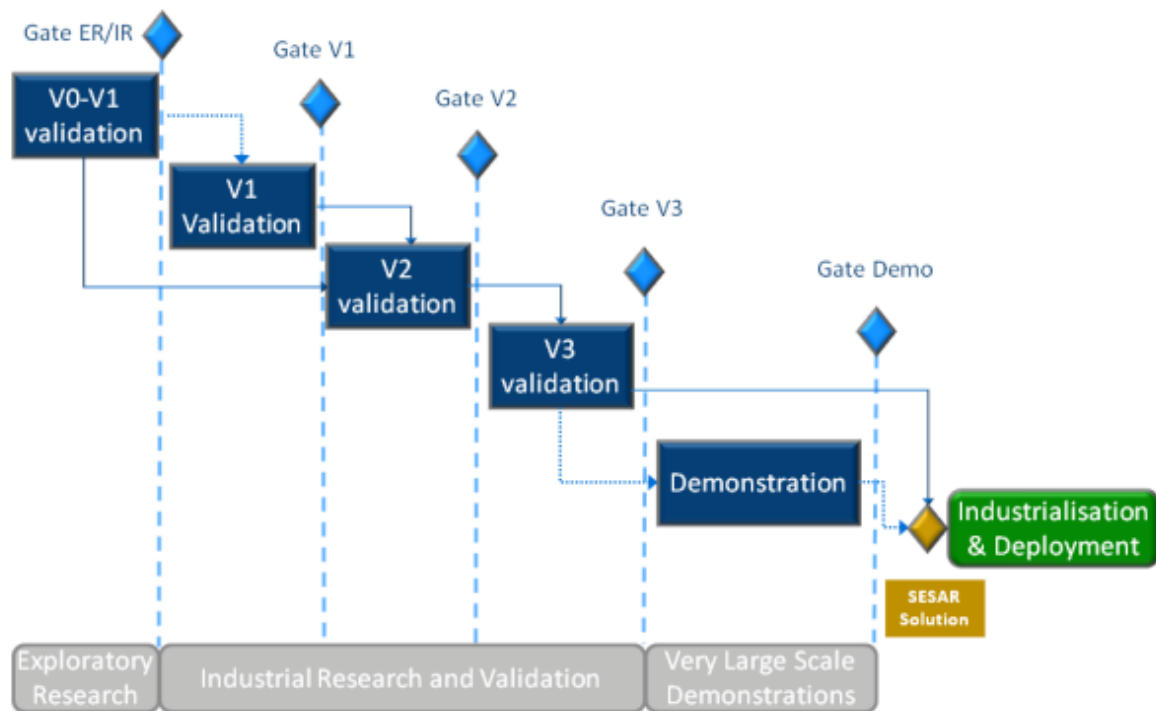 Gate ER/IR
Gate V1
Gate V2
V0-V1
validation
V1
Validation
Gate V3
V2
validation
Gate Demo
V3
validation
Demonstration
Industrialisation
& Deployment
SESAR
Solution
Exploratory
Research
Industrial Research and Validation
Very Large Scale
Demonstrations